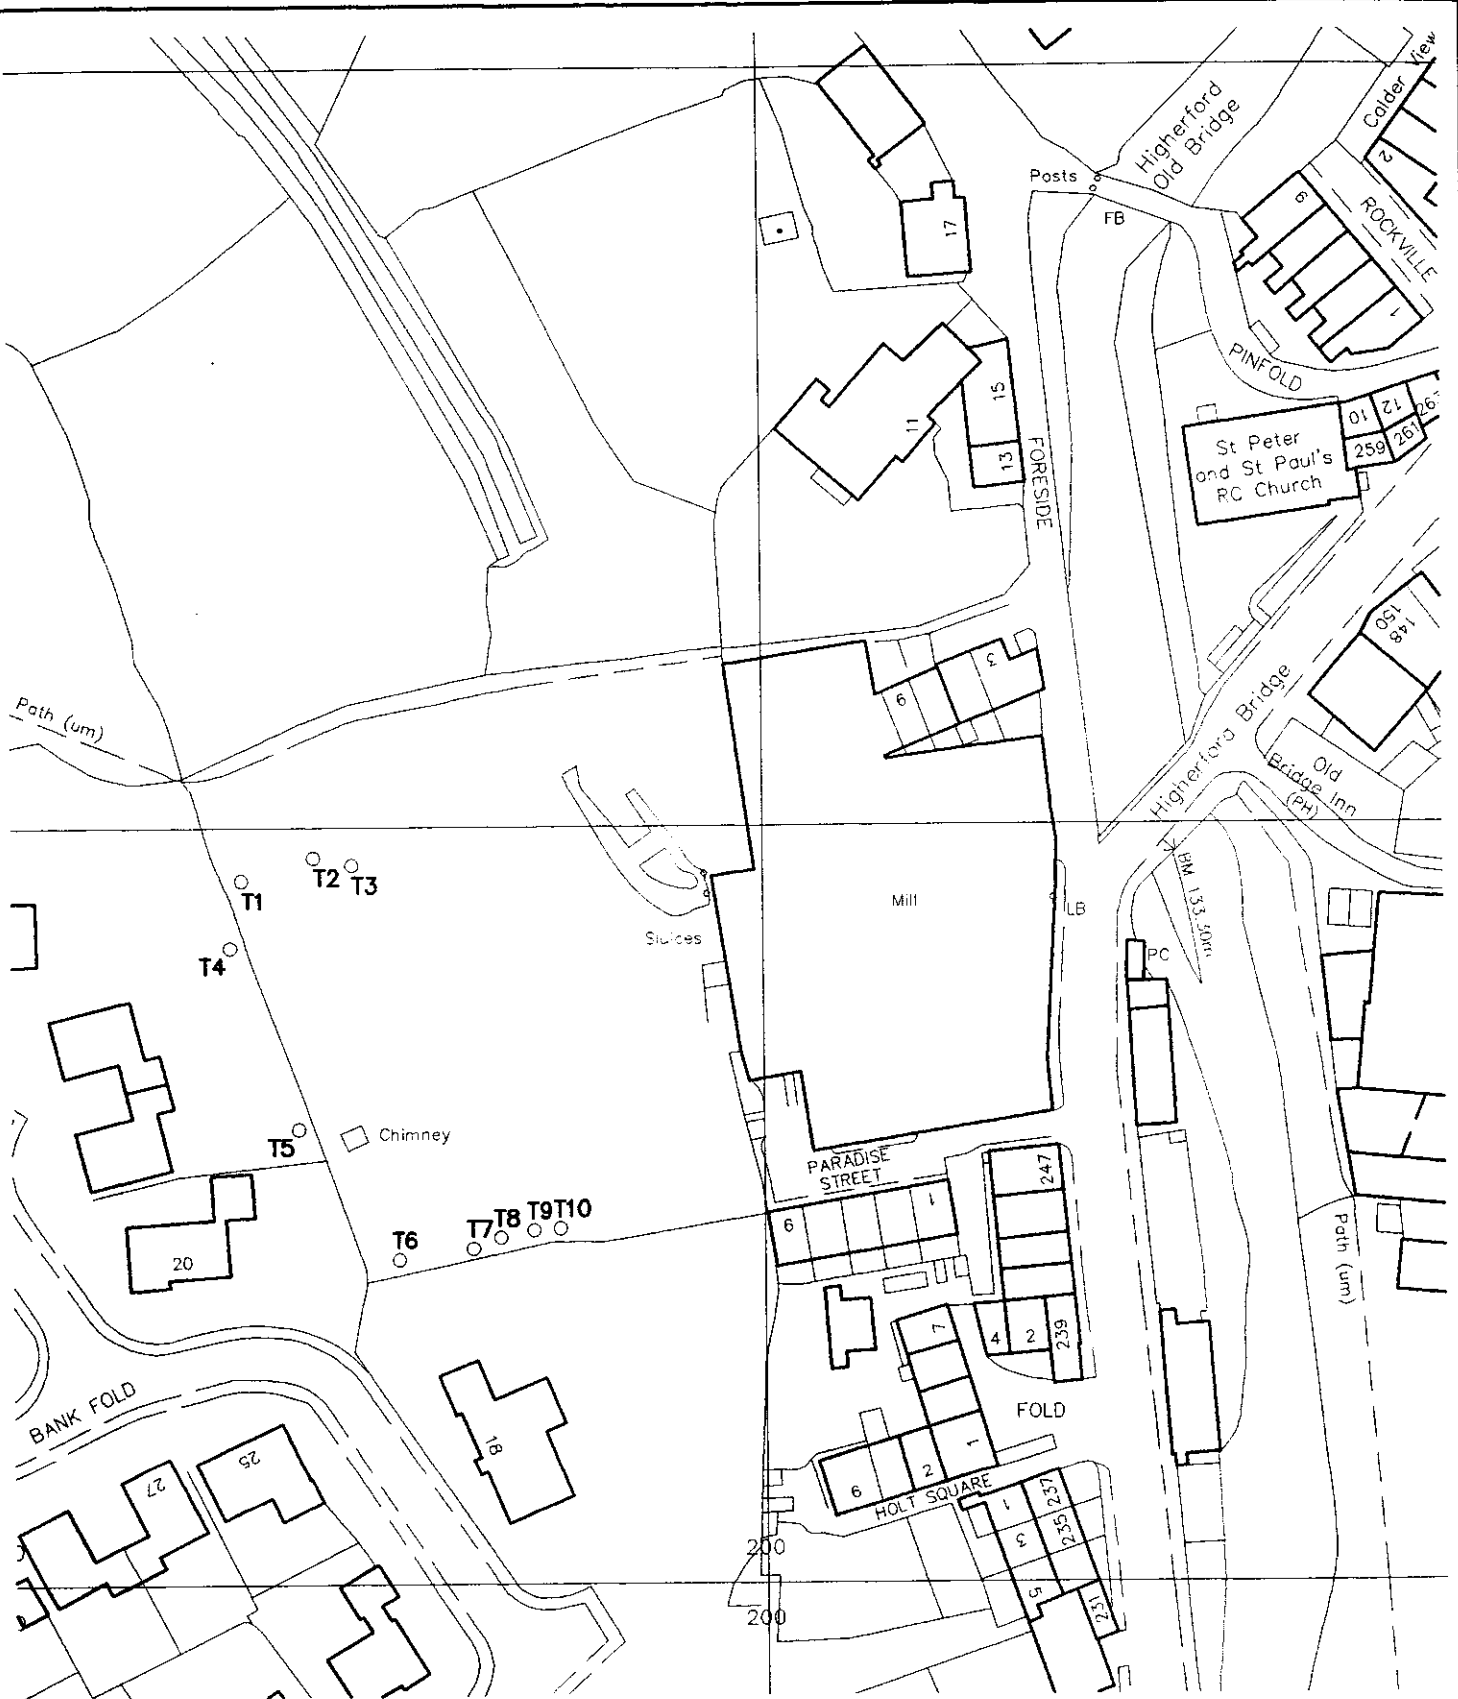 Calder View
Higherford
Old Bridge
Posts
FB
2
6
ROCKVILLE
17
1
PINFOLD
15
11
13
FORESIDE
St Peter
and St Paul's
RC Church
10
12
259
261
148
150
3
6
Path (um)
Higherford Bridge
Old
Bridge Inn
(PH)
T1
T2
T3
T4
Mill
LB
BM 133.30m
Sluices
PC
T5
Chimney
PARADISE
STREET
247
1
6
T6
T7
T8
T9
T10
20
Path (um)
7
4
2
239
BANK FOLD
FOLD
18
25
27
1
2
6
HOLT SQUARE
237
235
1
3
5
231
200
200